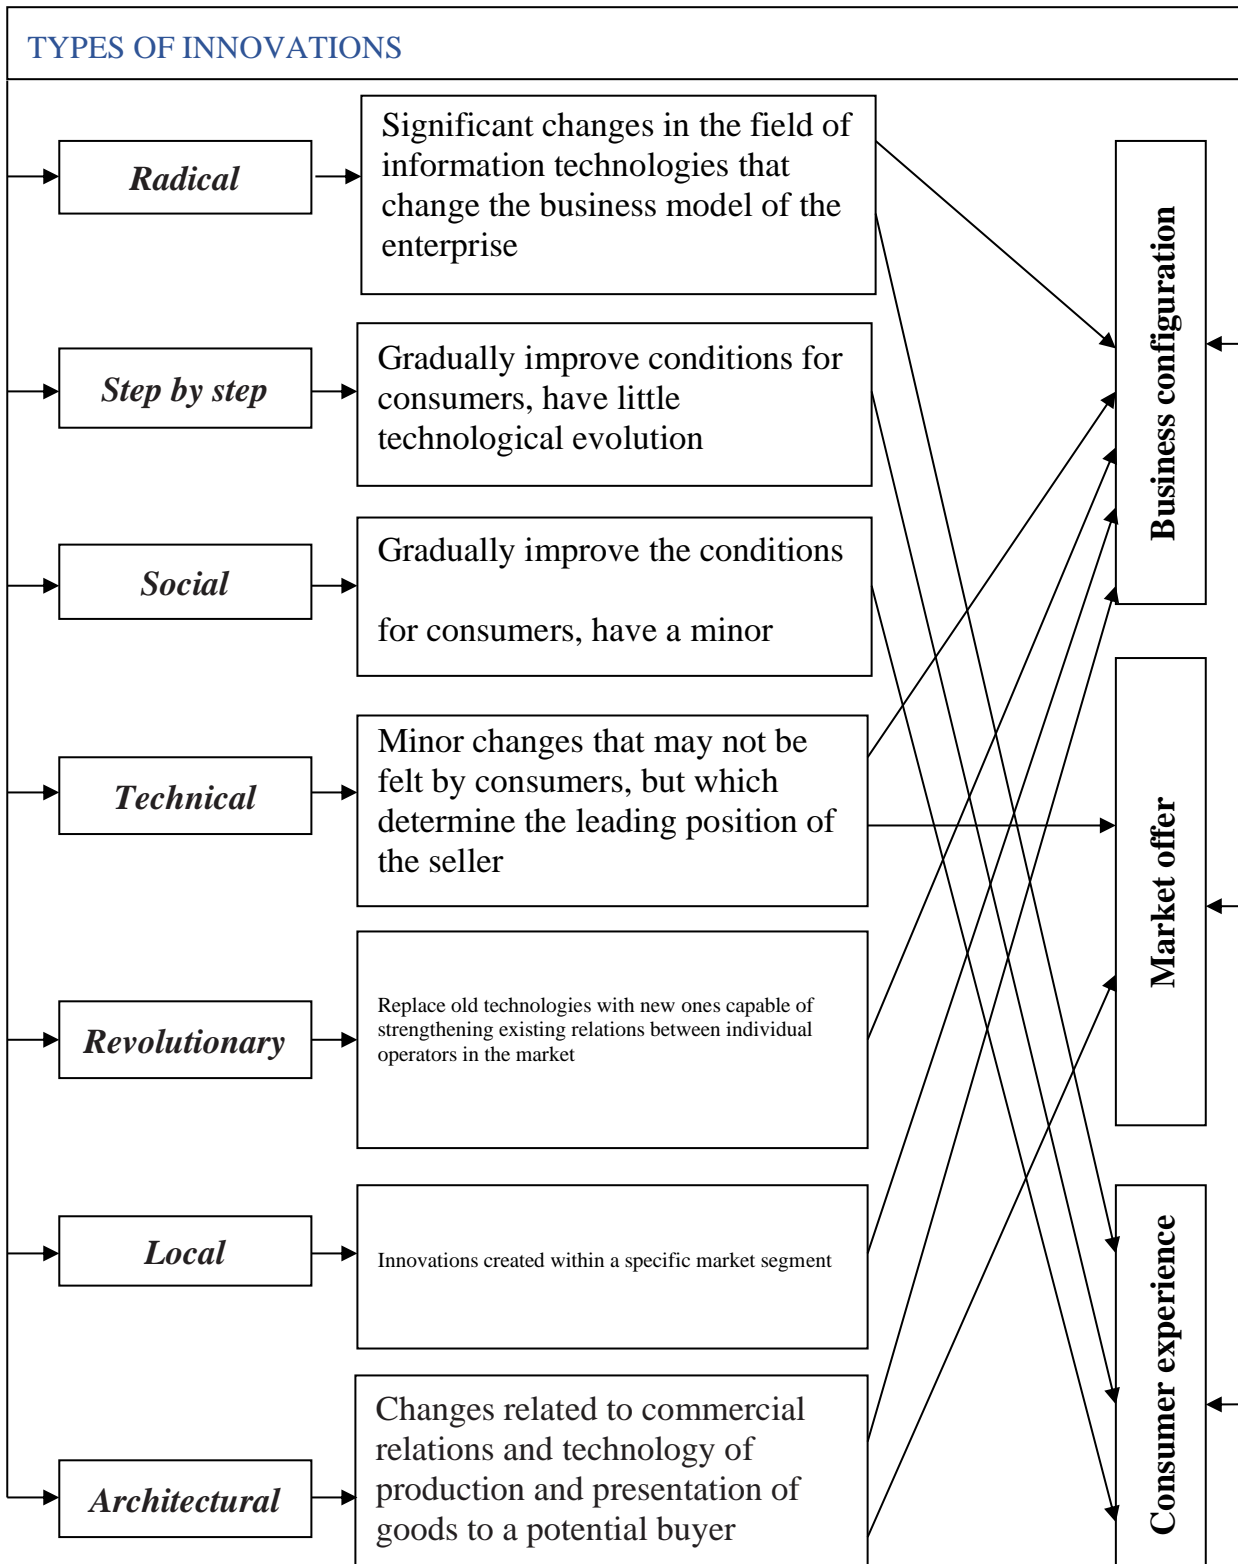 TYPES OF INNOVATIONS
Radical
Significant changes in the field of
information technologies that
change the business model of the
enterprise
Step by step
Gradually improve conditions for
consumers, have little
technological evolution
Social
Gradually improve the conditions
for consumers, have a minor
Technical
Minor changes that may not be
felt by consumers, but which
determine the leading position of
the seller
Revolutionary
Replace old technologies with new ones capable of
strengthening existing relations between individual
operators in the market
Local
Innovations created within a specific market segment
Architectural
Changes related to commercial
relations and technology of
production and presentation of
goods to a potential buyer
Business configuration
Market offer
Consumer experience